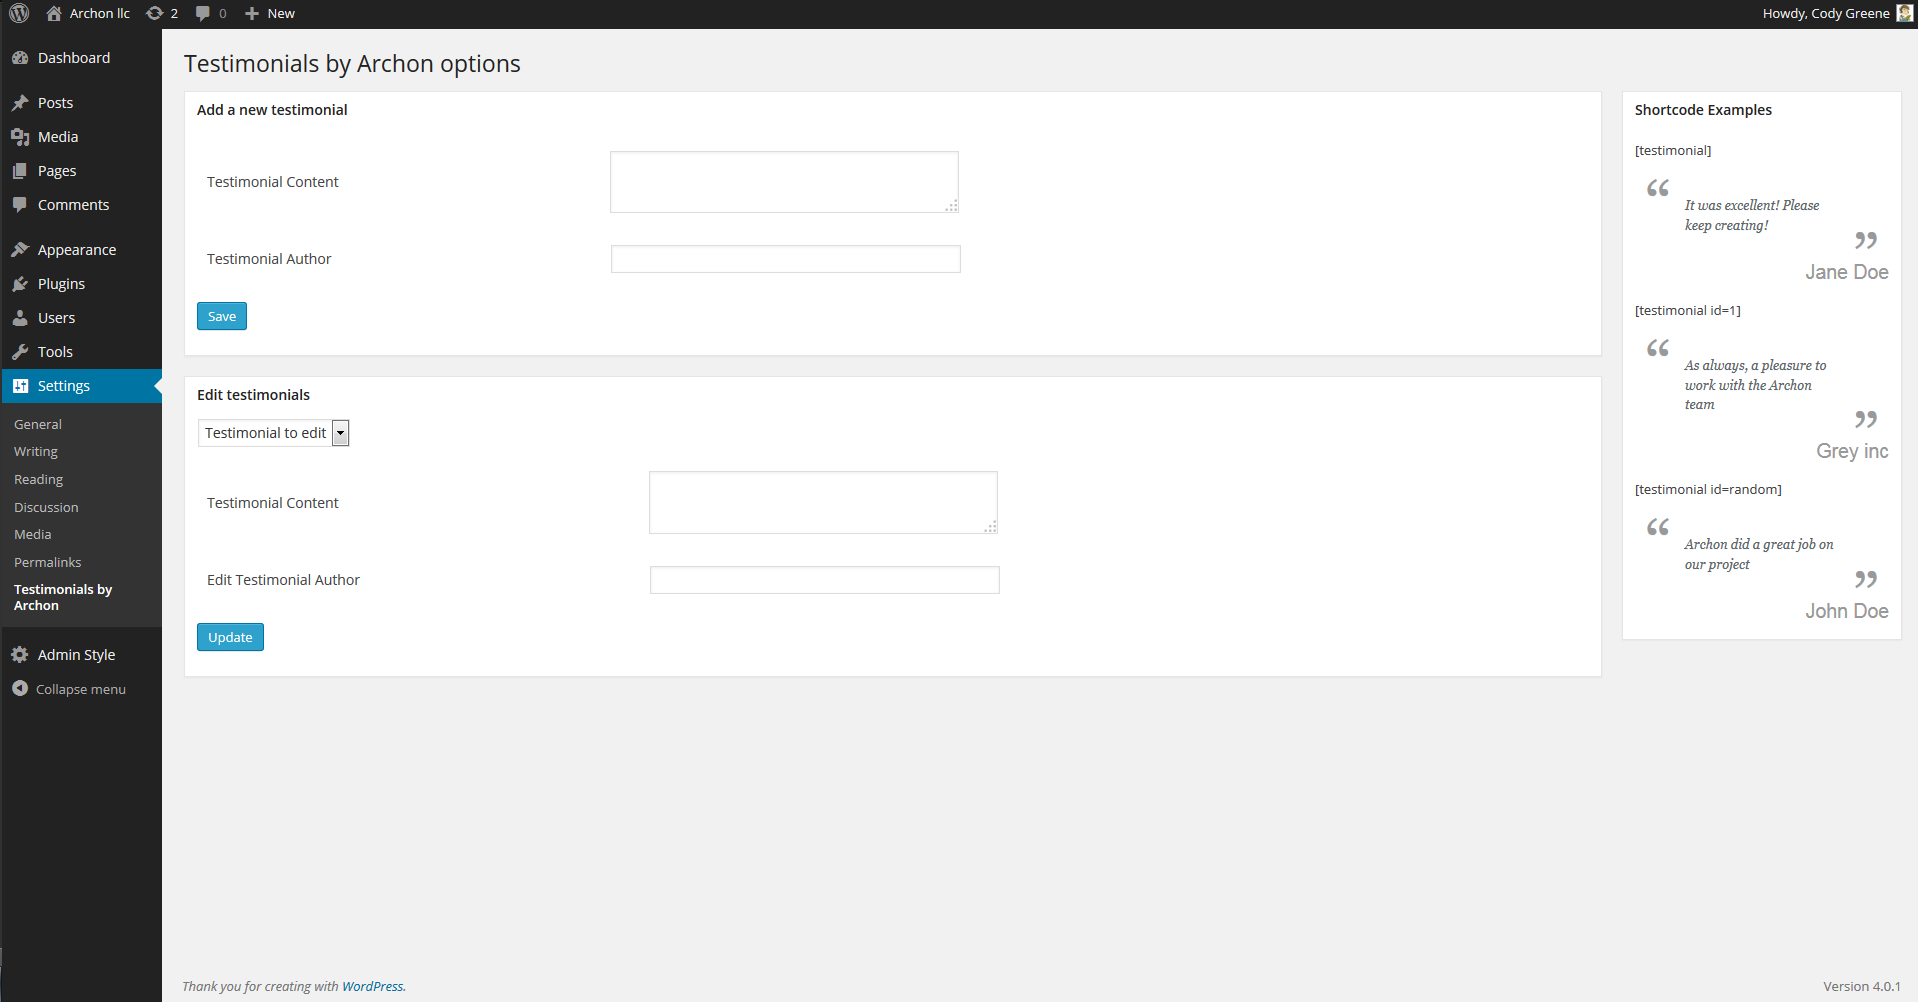 Archon llc 2 0 New Howdy, Cody Greene
Dashboard
Posts
Media
Pages
Comments
Appearance
Plugins
Users
Tools
Settings
General
Writing
Reading
Discussion
Media
Permalinks
Testimonials by
Archon
Admin Style
Collapse menu
Testimonials by Archon options
Add a new testimonial
Testimonial Content
Testimonial Author
Save
Edit testimonials
Testimonial to edit
Testimonial Content
Edit Testimonial Author
Update
Shortcode Examples
[testimonial]
“
It was excellent! Please
keep creating!
”
Jane Doe
[testimonial id=1]
“
As always, a pleasure to
work with the Archon
team
”
Grey inc
[testimonial id=random]
“
Archon did a great job on
our project
”
John Doe
Thank you for creating with WordPress.
Version 4.0.1